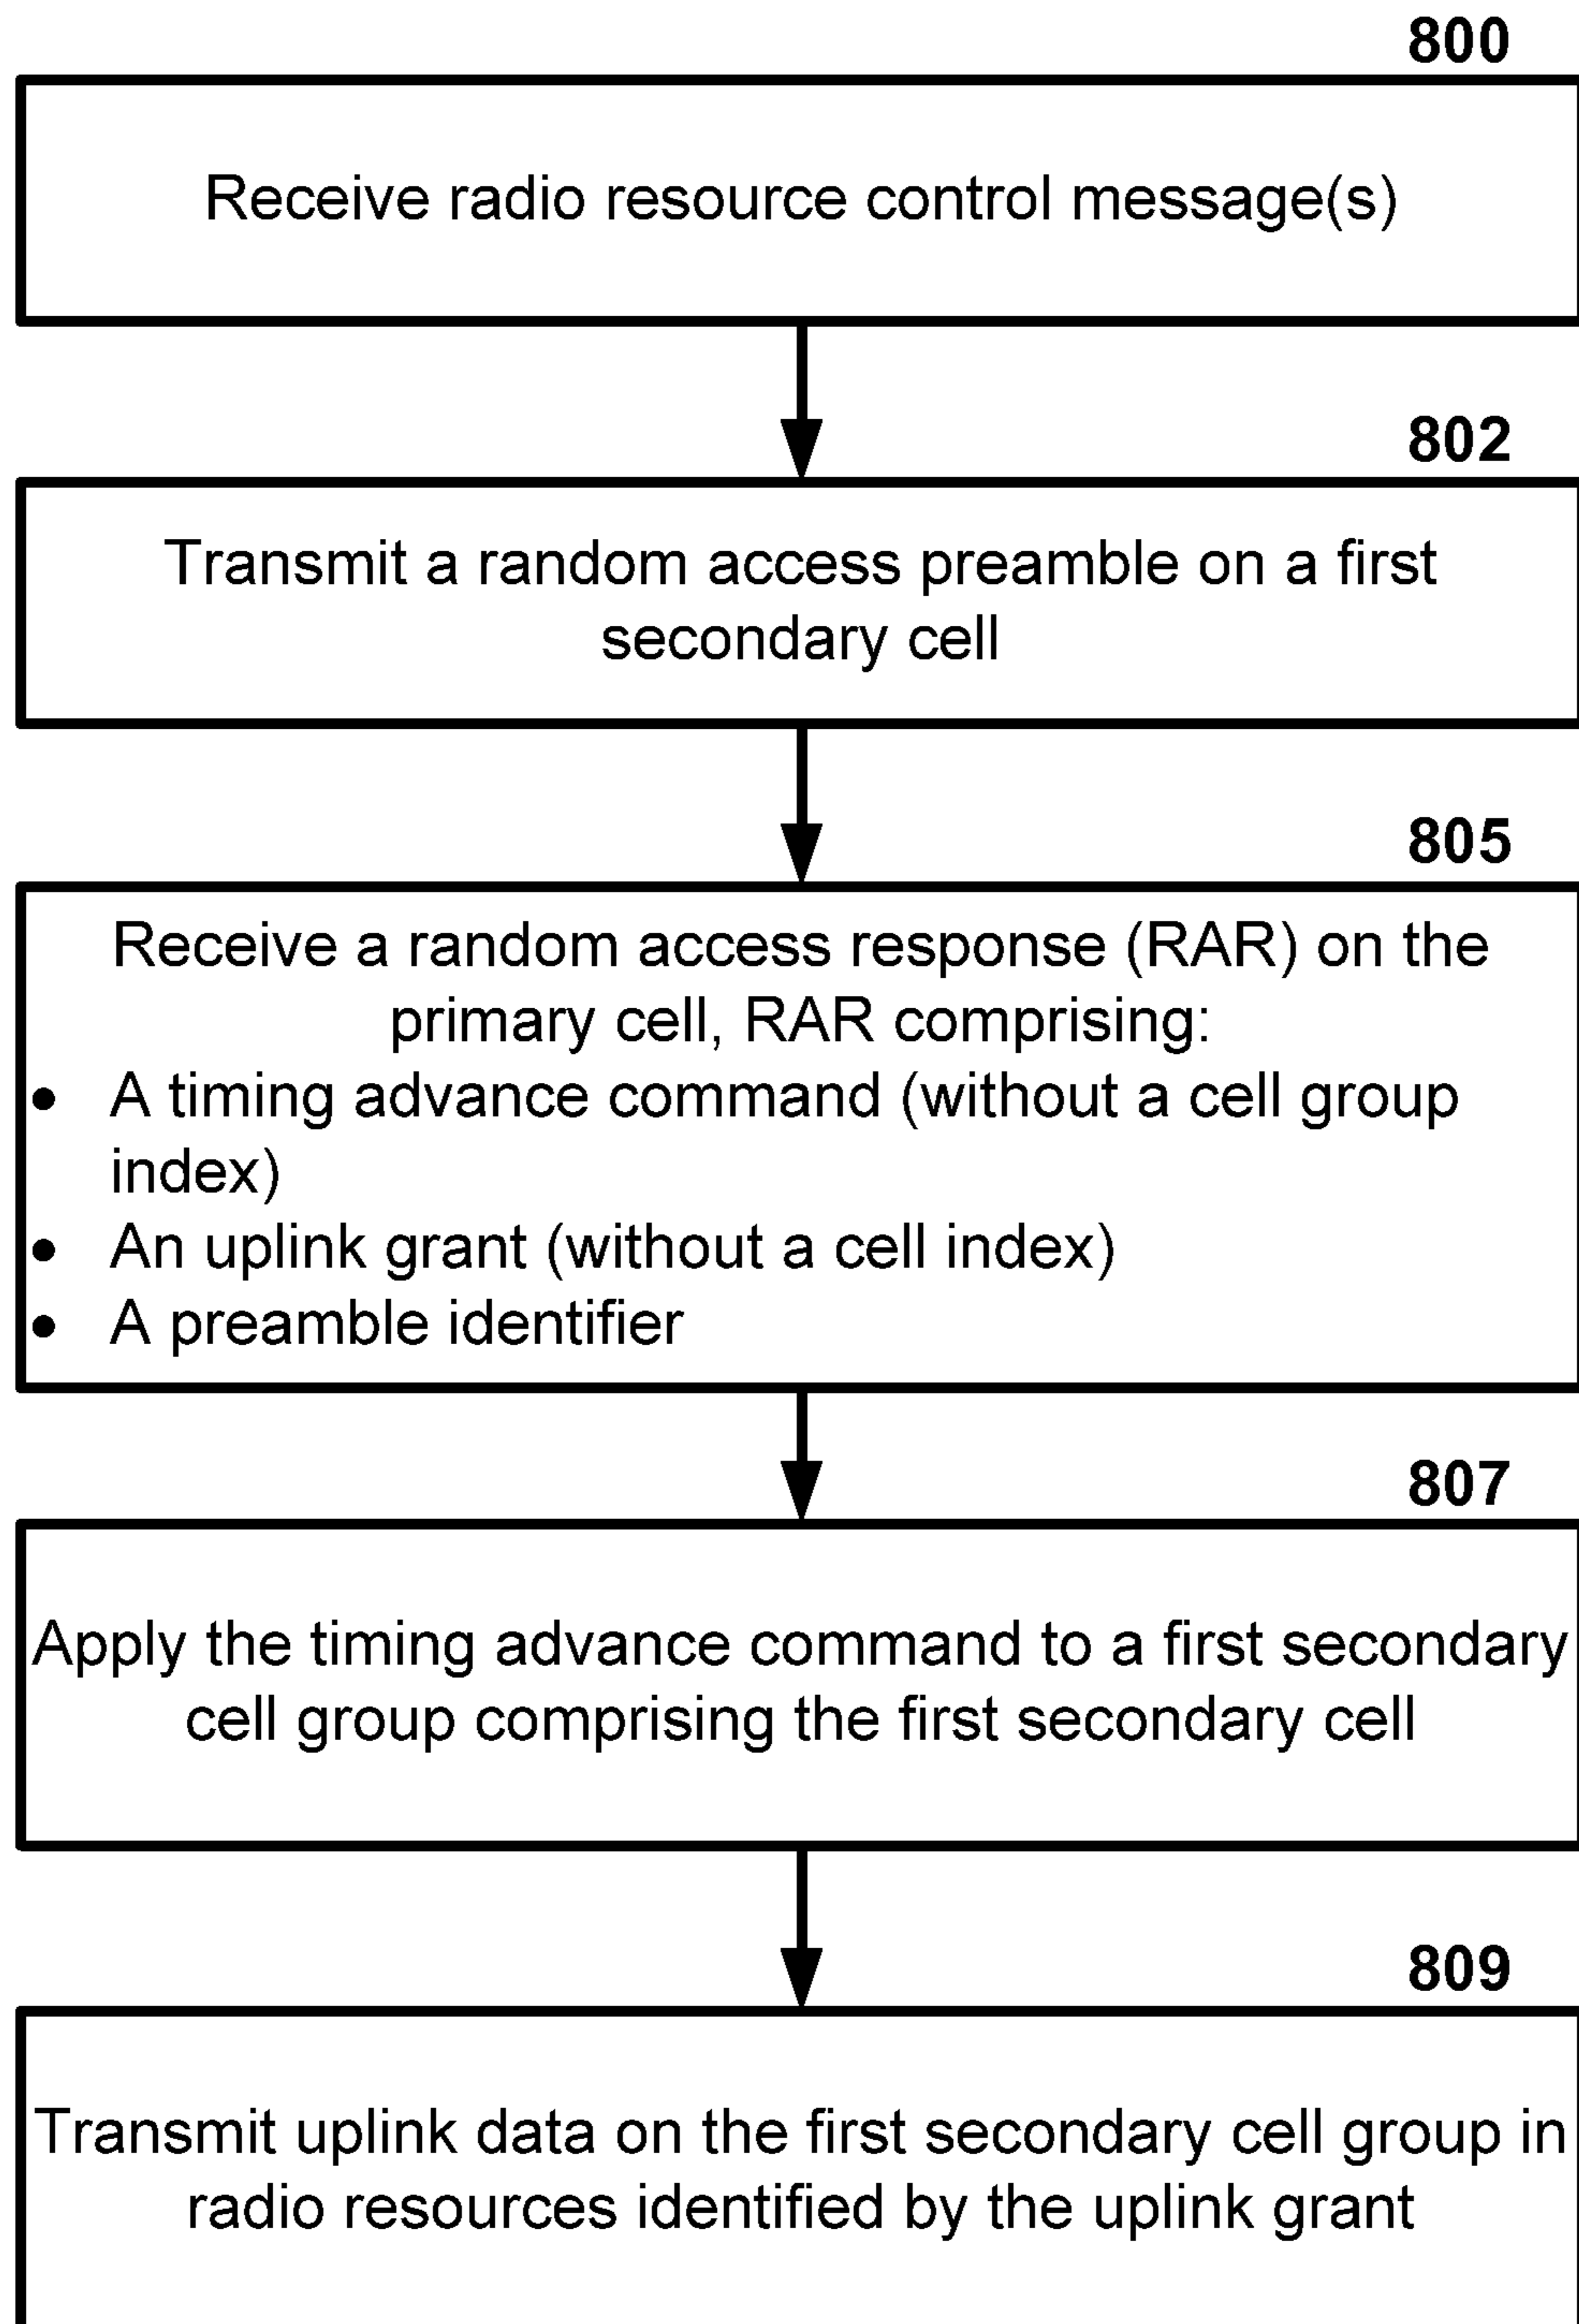 800
Receive radio resource control message(s)
802
Transmit a random access preamble on a first
secondary cell
805
Receive a random access response (RAR) on the
primary cell, RAR comprising:
• A timing advance command (without a cell group
index)
• An uplink grant (without a cell index)
• A preamble identifier
807
Apply the timing advance command to a first secondary
cell group comprising the first secondary cell
809
Transmit uplink data on the first secondary cell group in
radio resources identified by the uplink grant